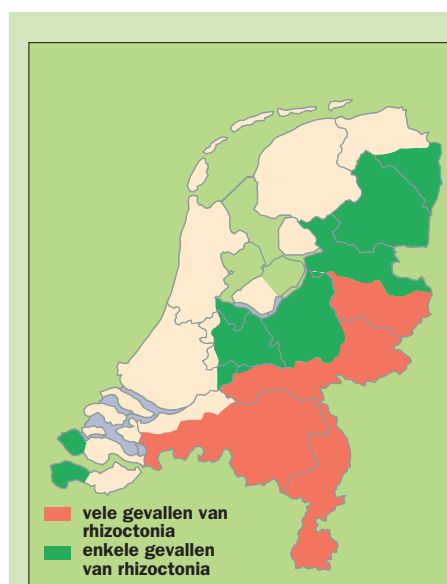 vele gevallen van
rhizoctonia
enkele gevallen
van rhizoctonia